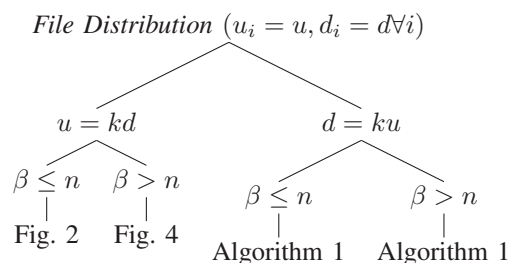 File Distribution (u_i = u, d_i = d∀i)
u = kd d = ku
β ≤ n β > n β ≤ n β > n
Fig. 2 Fig. 4 Algorithm 1 Algorithm 1